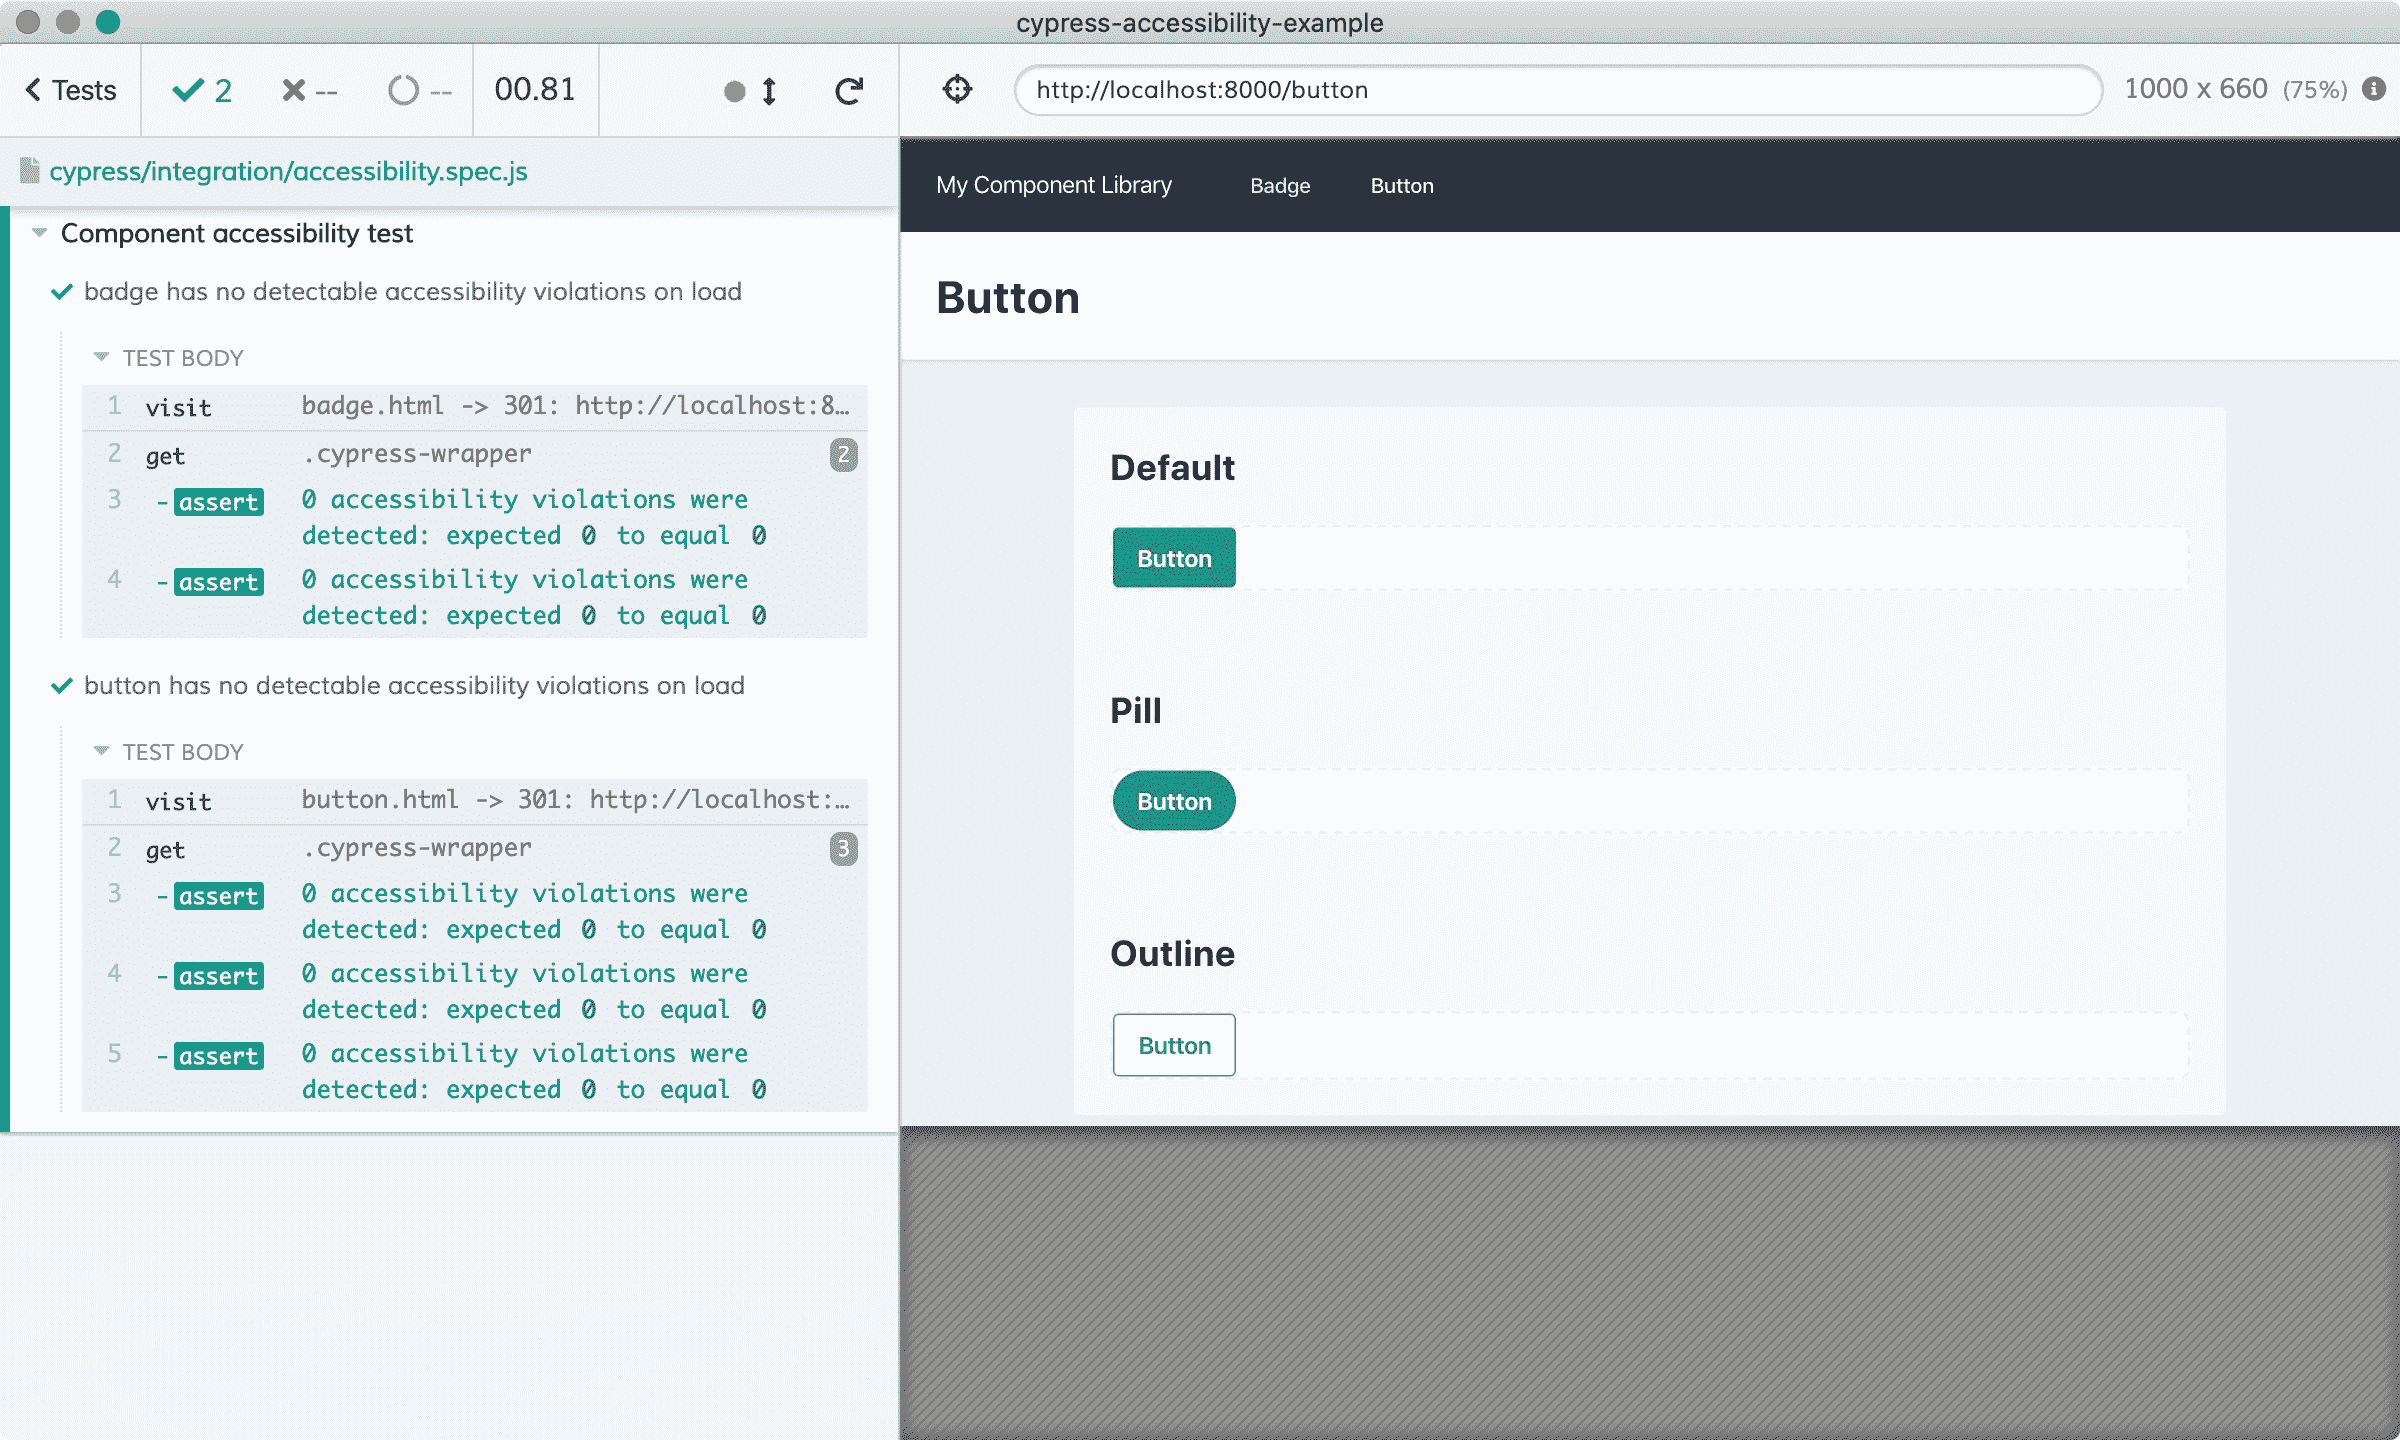 cypress-accessibility-example
Tests
2
--
--
00.81
http://localhost:8000/button
1000 x 660 (75%)
cypress/integration/accessibility.spec.js
Component accessibility test
badge has no detectable accessibility violations on load
TEST BODY
1 visit badge.html -> 301: http://localhost:8…
2 get .cypress-wrapper 2
3 -assert 0 accessibility violations were
detected: expected 0 to equal 0
4 -assert 0 accessibility violations were
detected: expected 0 to equal 0
button has no detectable accessibility violations on load
TEST BODY
1 visit button.html -> 301: http://localhost:…
2 get .cypress-wrapper 3
3 -assert 0 accessibility violations were
detected: expected 0 to equal 0
4 -assert 0 accessibility violations were
detected: expected 0 to equal 0
5 -assert 0 accessibility violations were
detected: expected 0 to equal 0
My Component Library Badge Button
Button
Default
Button
Pill
Button
Outline
Button